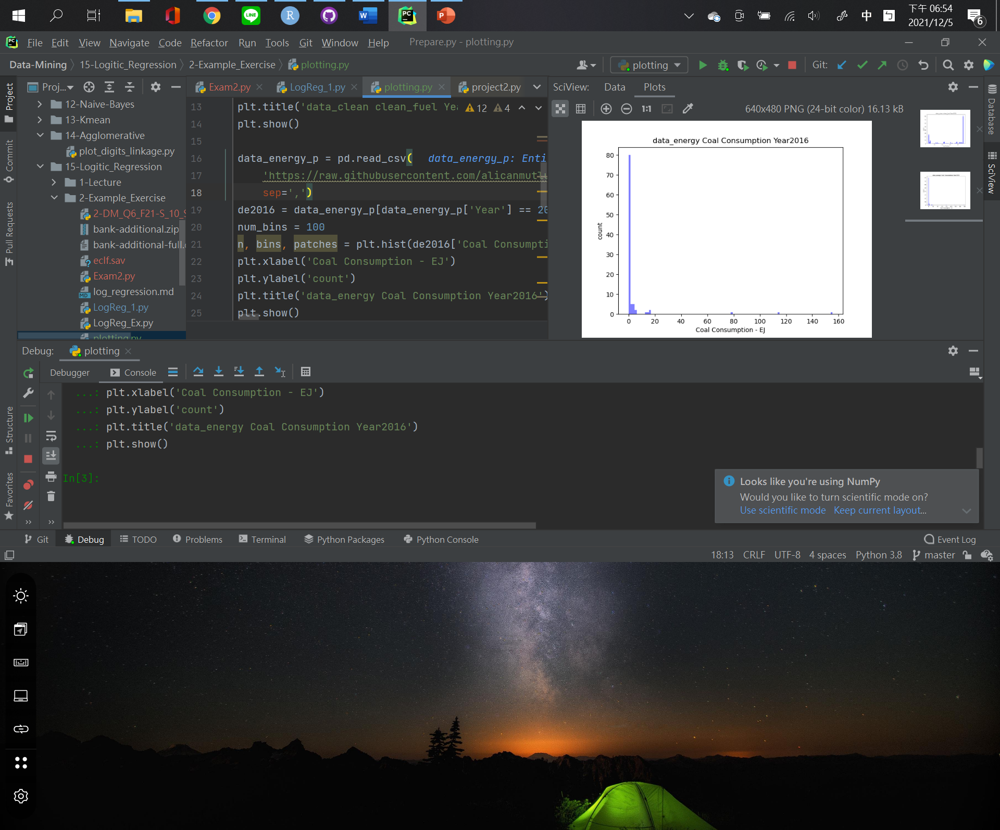 下午 06:54
2021/12/5
6
中
ㄅ
PC File Edit View Navigate Code Refactor Run Tools Git Window Help Prepare.py - plotting.py
Data-Mining 15-Logitic_Regression 2-Example_Exercise plotting.py
plotting
Git:
Project
Commit
Pull Requests
Structure
Favorites
Proj...
12-Naive-Bayes
13-Kmean
14-Agglomerative
plot_digits_linkage.py
15-Logitic_Regression
1-Lecture
2-Example_Exercise
2-DM_Q6_F21-S_10_S
bank-additional.zip
bank-additional-full.
eclf.sav
Exam2.py
log_regression.md
LogReg_1.py
LogReg_Ex.py
plotting.py
Exam2.py LogReg_1.py plotting.py project2.py
12 4
13 plt.title('data_clean clean_fuel Ye
14 plt.show()
15
16 data_energy_p = pd.read_csv( data_energy_p: Enti
17 'https://raw.githubusercontent.com/alicanmutl
18 sep=',')
19 de2016 = data_energy_p[data_energy_p['Year'] == 20
20 num_bins = 100
21 n, bins, patches = plt.hist(de2016['Coal Consumpti
22 plt.xlabel('Coal Consumption - EJ')
23 plt.ylabel('count')
24 plt.title('data_energy Coal Consumption Year2016')
25 plt.show()
SciView: Data Plots
1:1
640x480 PNG (24-bit color) 16.13 kB
data_energy Coal Consumption Year2016
80
70
60
50
40
30
20
10
0
count
0 20 40 60 80 100 120 140 160
Coal Consumption - EJ
Database
SciView
Debug: plotting
Debugger Console
...: plt.xlabel('Coal Consumption - EJ')
...: plt.ylabel('count')
...: plt.title('data_energy Coal Consumption Year2016')
...: plt.show()
In[3]:
Looks like you're using NumPy
Would you like to turn scientific mode on?
Use scientific mode Keep current layout...
Git Debug TODO Problems Terminal Python Packages Python Console Event Log
18:13 CRLF UTF-8 4 spaces Python 3.8 master